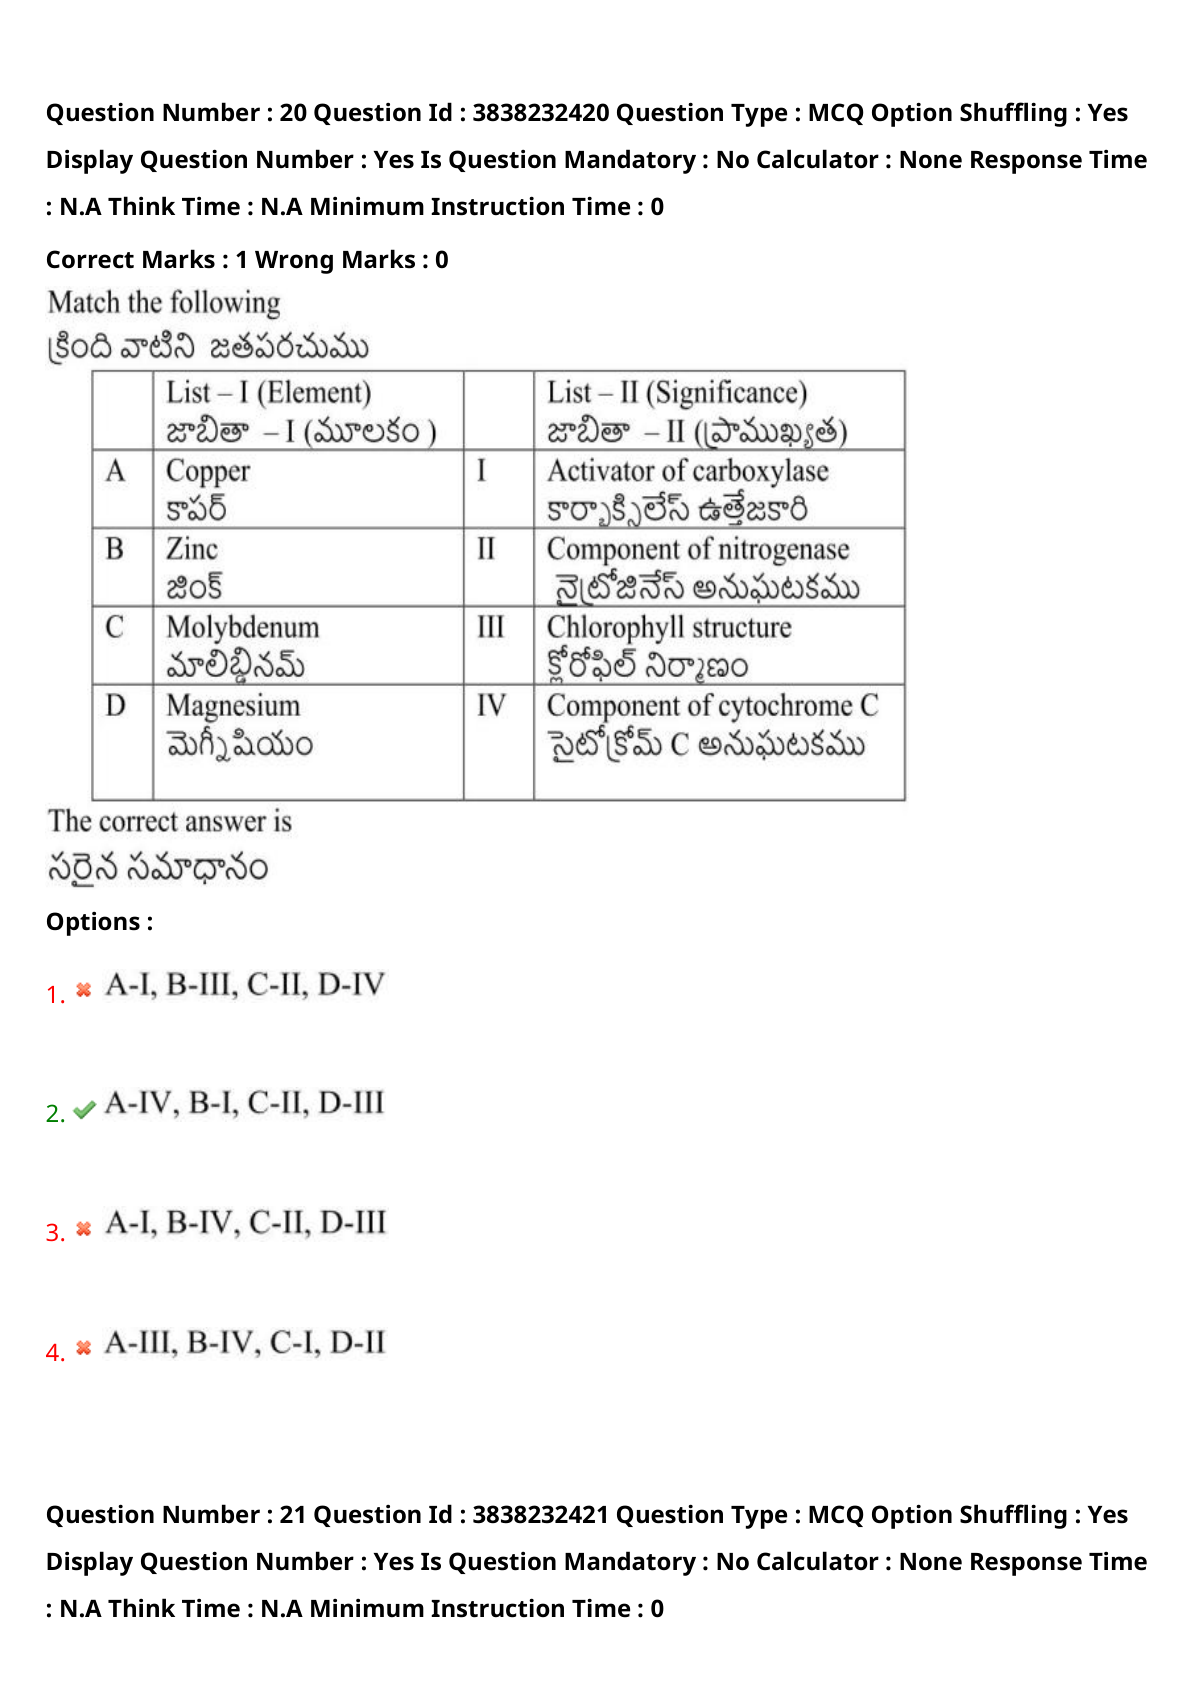 Question Number : 20 Question Id : 3838232420 Question Type : MCQ Option Shuffling : Yes
Display Question Number : Yes Is Question Mandatory : No Calculator : None Response Time
: N.A Think Time : N.A Minimum Instruction Time : 0
Correct Marks : 1 Wrong Marks : 0
Match the following
క్రింది వాటిని జతపరచుము
List – I (Element) List – II (Significance)
జాబితా – I (మూలకం ) జాబితా – II (ప్రాముఖ్యత)
A Copper I Activator of carboxylase
కాపర్ కార్బాక్సిలేస్ ఉత్తేజకారి
B Zinc II Component of nitrogenase
జింక్ నైట్రోజినేస్ అనుఘటకము
C Molybdenum III Chlorophyll structure
మాలిబ్డినమ్ క్లోరోఫిల్ నిర్మాణం
D Magnesium IV Component of cytochrome C
మెగ్నీషియం సైటోక్రోమ్ C అనుఘటకము
The correct answer is
సరైన సమాధానం
Options :
1. A-I, B-III, C-II, D-IV
2. A-IV, B-I, C-II, D-III
3. A-I, B-IV, C-II, D-III
4. A-III, B-IV, C-I, D-II
Question Number : 21 Question Id : 3838232421 Question Type : MCQ Option Shuffling : Yes
Display Question Number : Yes Is Question Mandatory : No Calculator : None Response Time
: N.A Think Time : N.A Minimum Instruction Time : 0